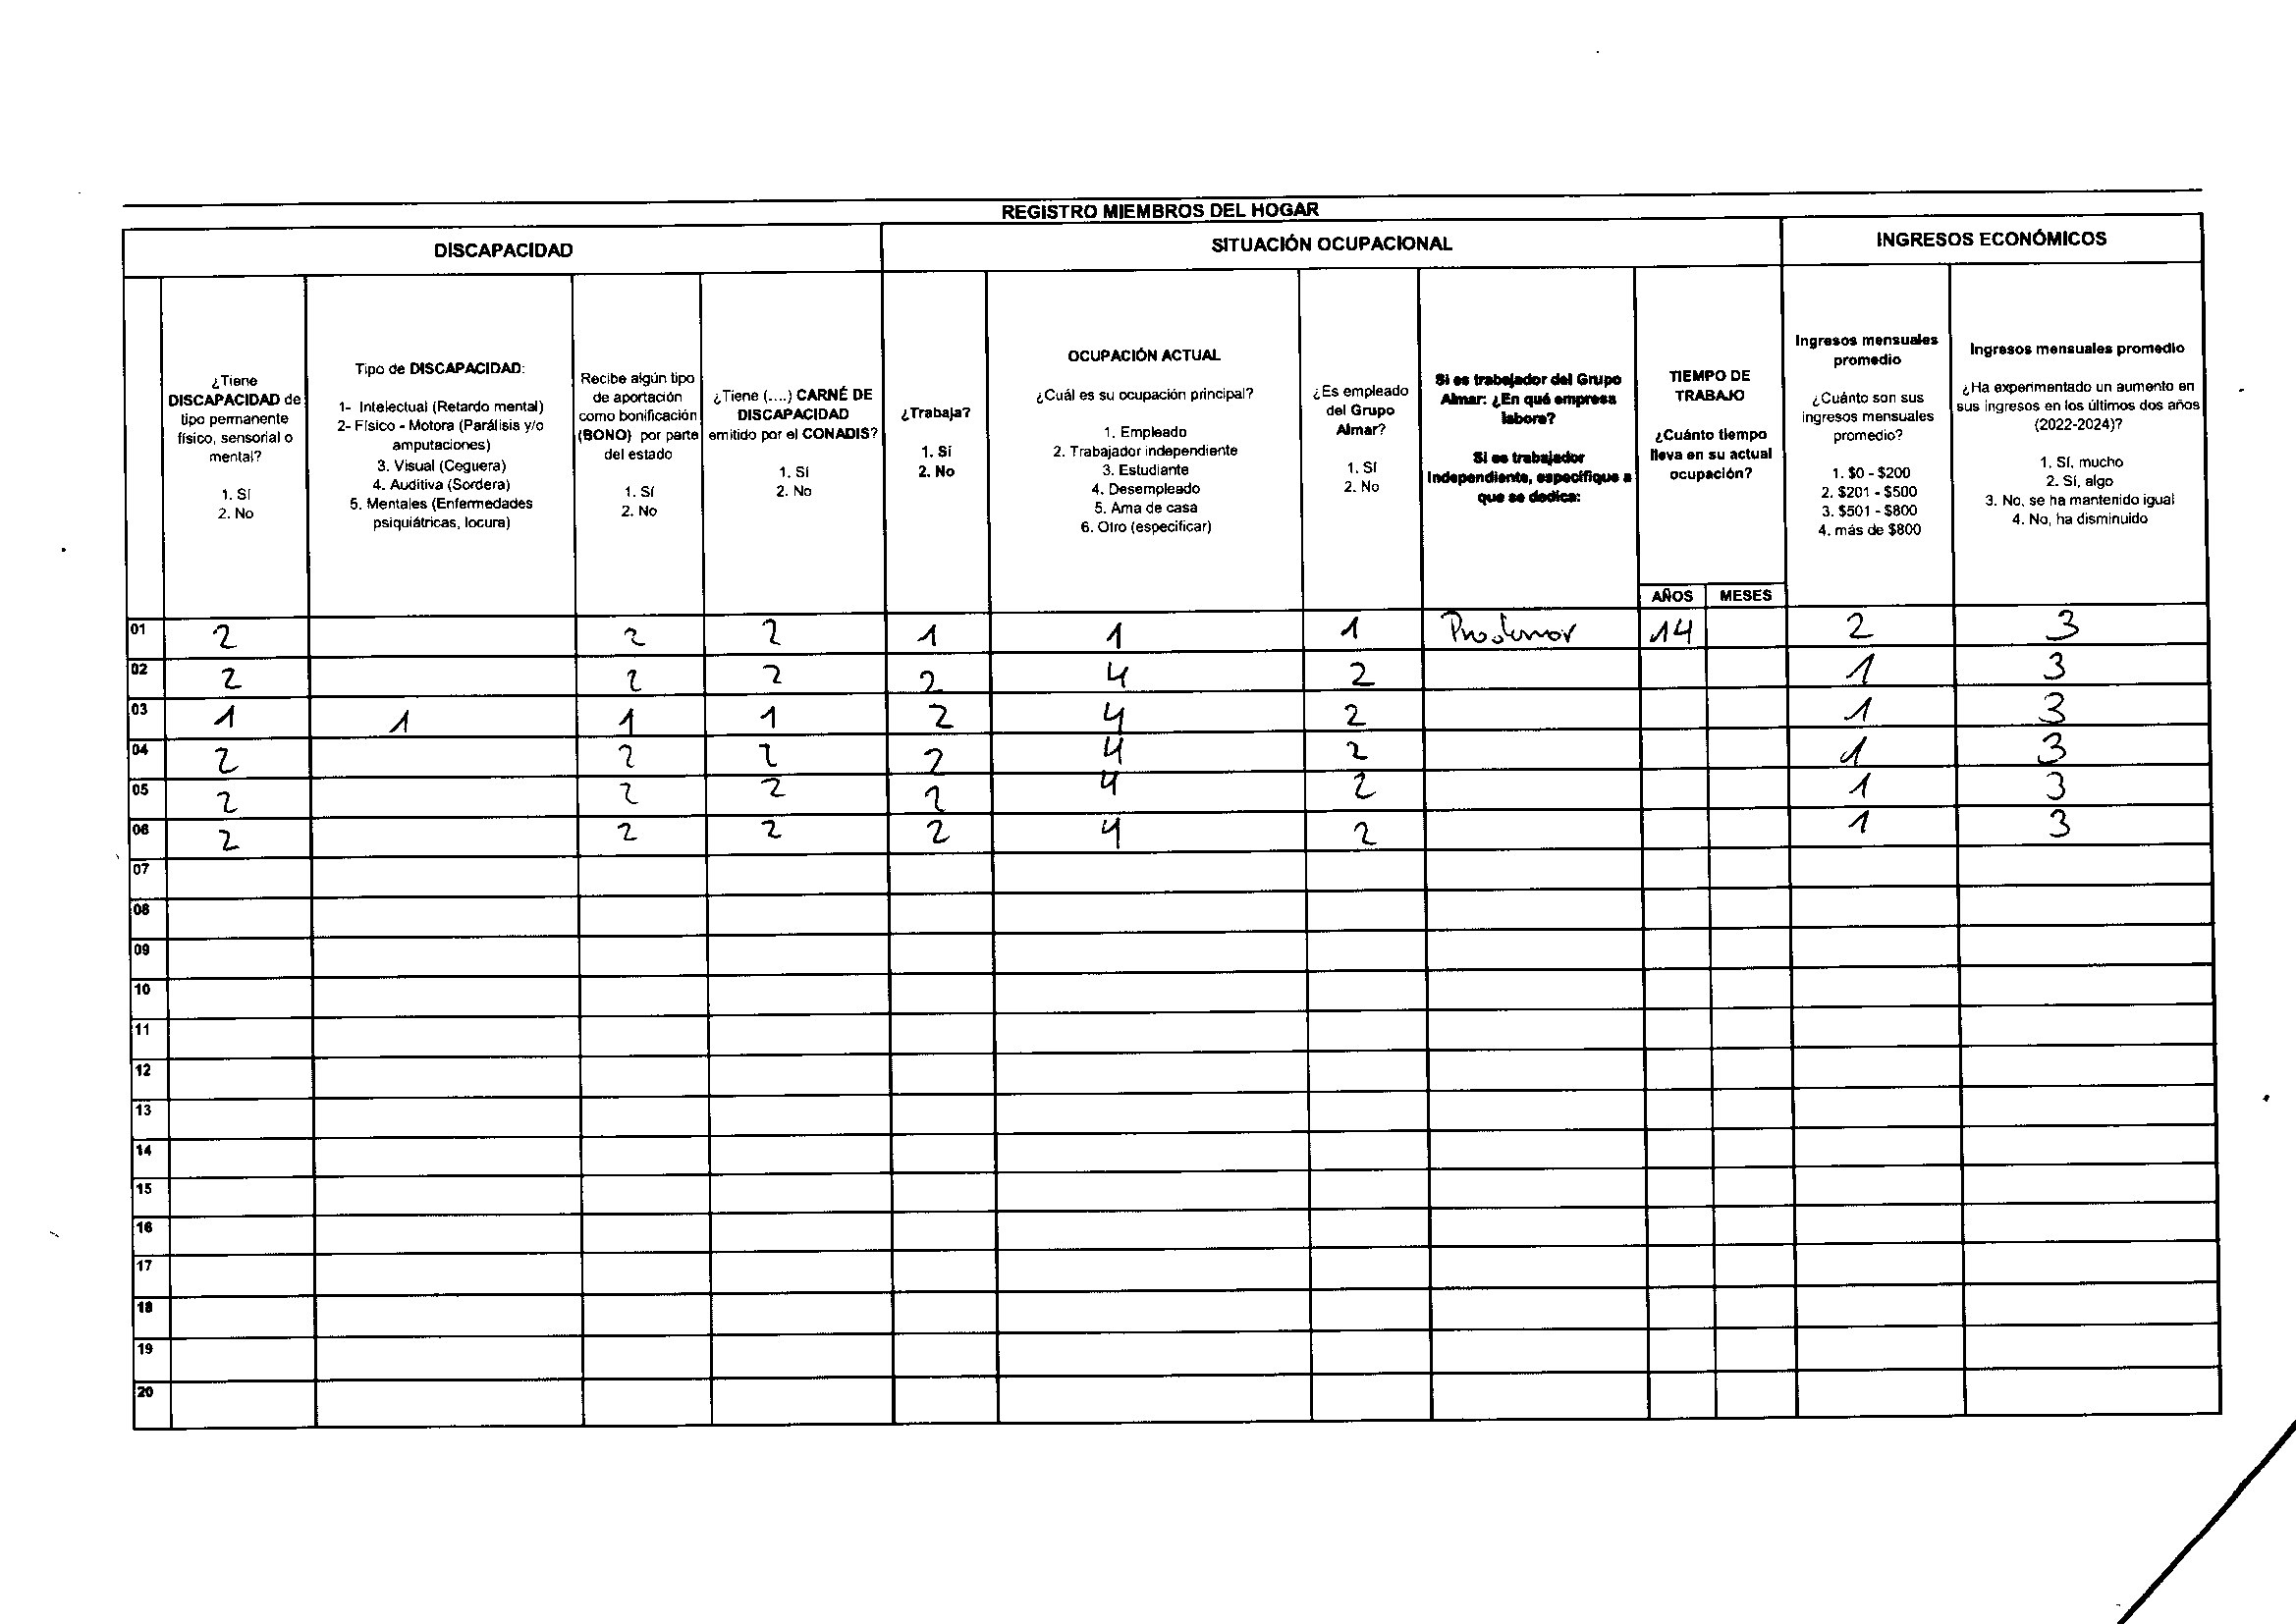 REGISTRO MIEMBROS DEL HOGAR
DISCAPACIDAD
SITUACIÓN OCUPACIONAL
INGRESOS ECONÓMICOS
¿Tiene
DISCAPACIDAD de
tipo permanente
físico, sensorial o
mental?
1. Sí
2. No
Tipo de DISCAPACIDAD:
1- Intelectual (Retardo mental)
2- Físico - Motora (Parálisis y/o
amputaciones)
3. Visual (Ceguera)
4. Auditiva (Sordera)
5. Mentales (Enfermedades
psiquiátricas, locura)
Recibe algún tipo
de aportación
como bonificación
(BONO) por parte
del estado
1. Sí
2. No
¿Tiene (....) CARNÉ DE
DISCAPACIDAD
emitido por el CONADIS?
1. Sí
2. No
¿Trabaja?
1. Sí
2. No
OCUPACIÓN ACTUAL
¿Cuál es su ocupación principal?
1. Empleado
2. Trabajador independiente
3. Estudiante
4. Desempleado
5. Ama de casa
6. Otro (especificar)
¿Es empleado
del Grupo
Almar?
1. Sí
2. No
Si es trabajador del Grupo
Almar: ¿En qué empresa
labora?
Si es trabajador
Independiente, especifique a
que se dedica:
TIEMPO DE
TRABAJO
¿Cuánto tiempo
lleva en su actual
ocupación?
AÑOS MESES
Ingresos mensuales
promedio
¿Cuánto son sus
ingresos mensuales
promedio?
1. $0 - $200
2. $201 - $500
3. $501 - $800
4. más de $800
Ingresos mensuales promedio
¿Ha experimentado un aumento en
sus ingresos en los últimos dos años
(2022-2024)?
1. Sí, mucho
2. Sí, algo
3. No, se ha mantenido igual
4. No, ha disminuido
01 2 2 2 1 1 1 14 2 3
02 2 2 2 2 4 2 1 3
03 1 1 1 1 2 4 2 1 3
04 2 2 2 2 4 2 1 3
05 2 2 2 2 4 2 1 3
06 2 2 2 2 4 2 1 3
07
08
09
10
11
12
13
14
15
16
17
18
19
20